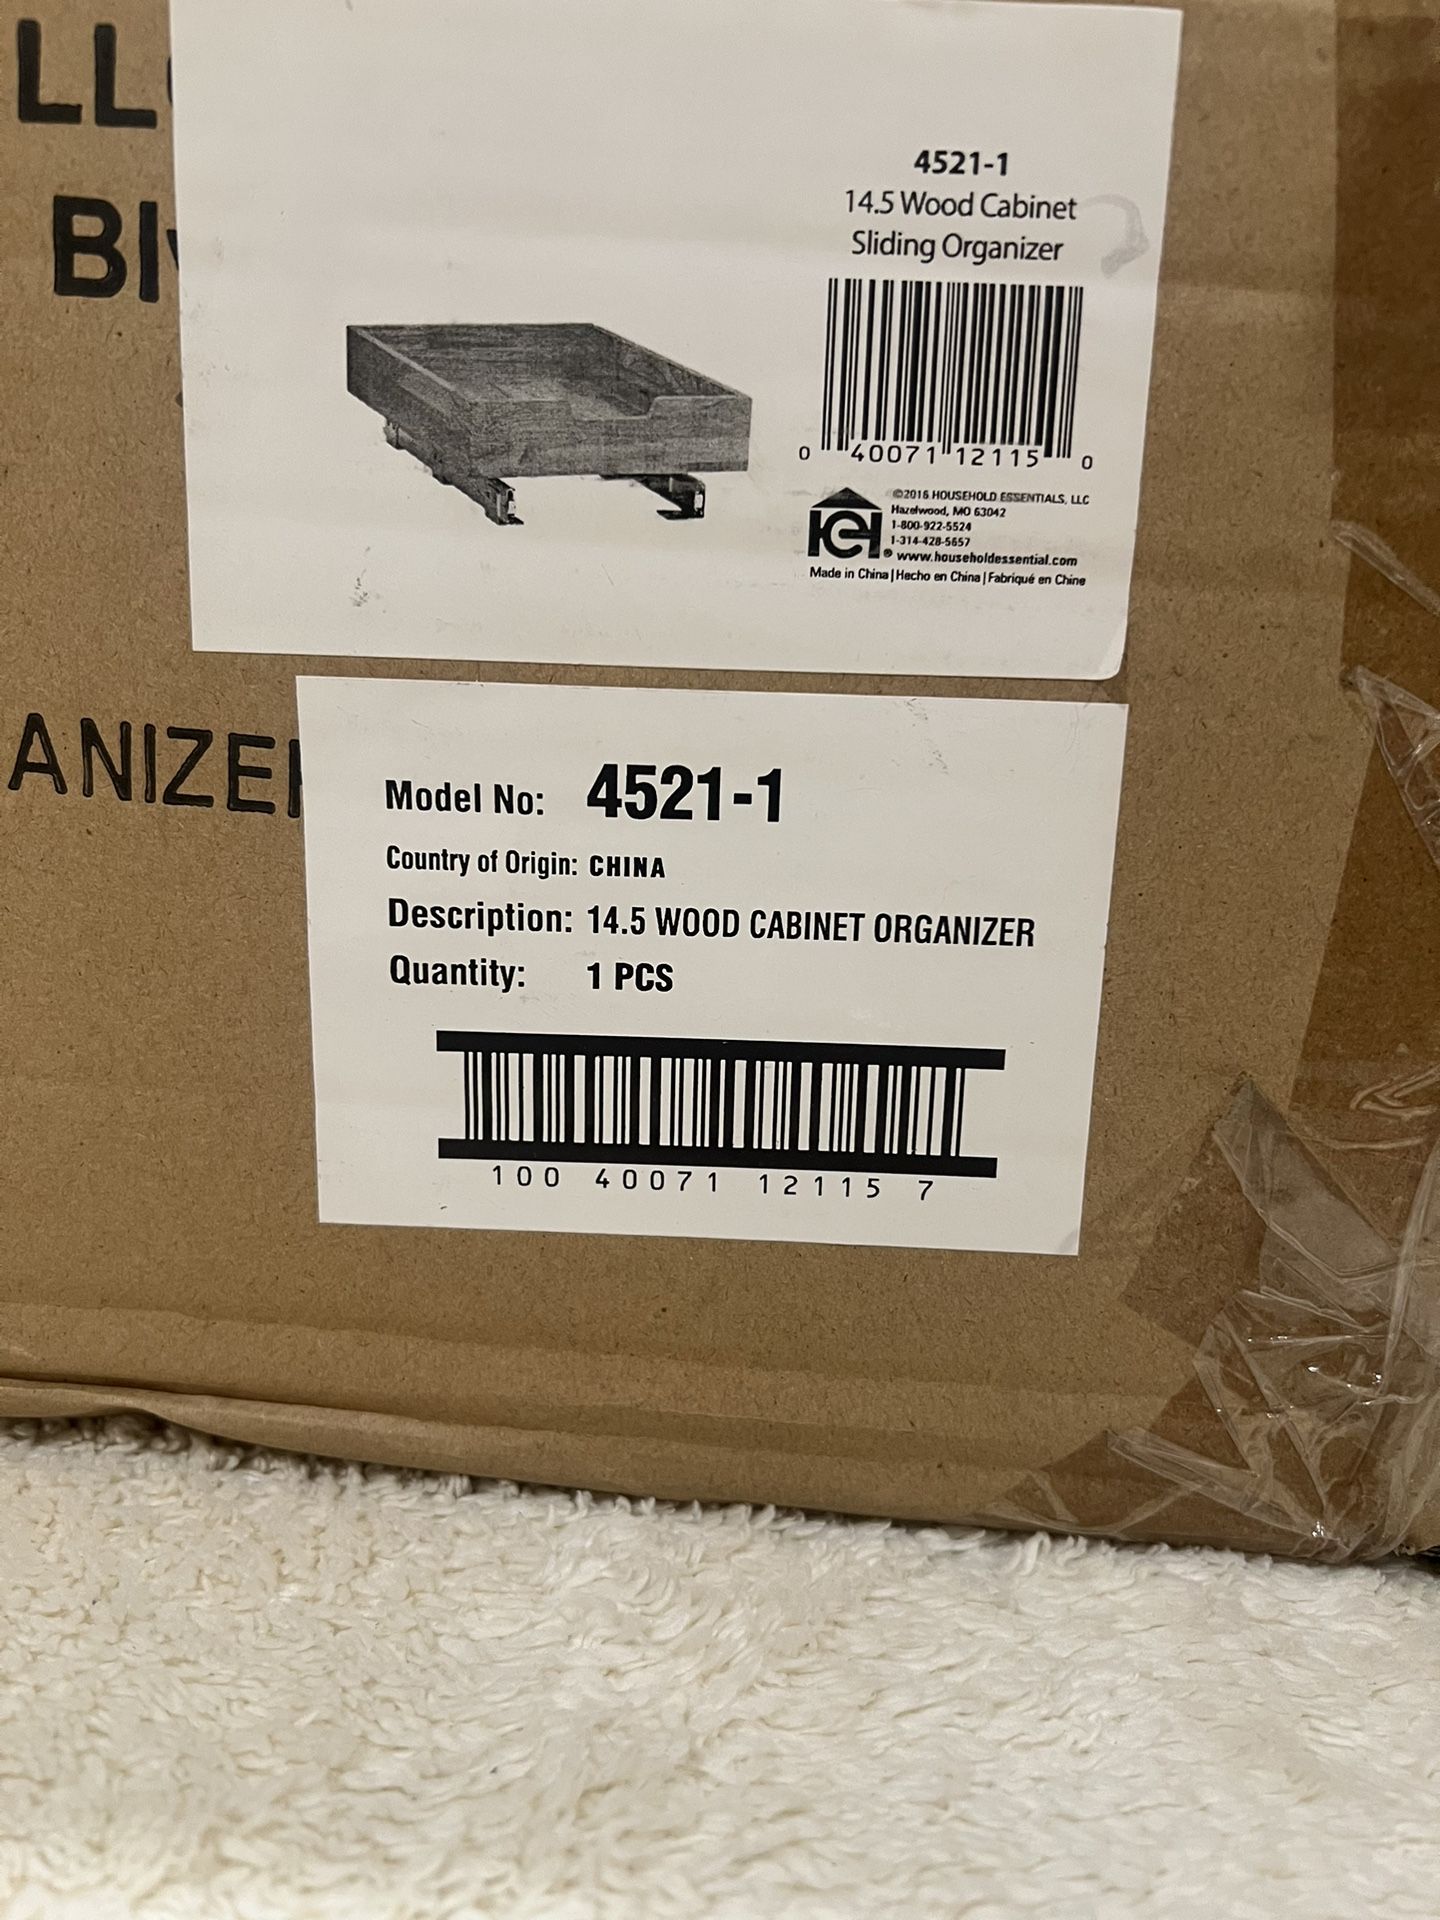 4521-1
14.5 Wood Cabinet
Sliding Organizer
0 40071 12115 0
©2016 HOUSEHOLD ESSENTIALS, LLC
Hazelwood, MO 63042
1-800-922-5524
1-314-428-5657
® www.householdessential.com
Made in China | Hecho en China | Fabriqué en Chine
ANIZER
Model No: 4521-1
Country of Origin: CHINA
Description: 14.5 WOOD CABINET ORGANIZER
Quantity: 1 PCS
100 40071 12115 7